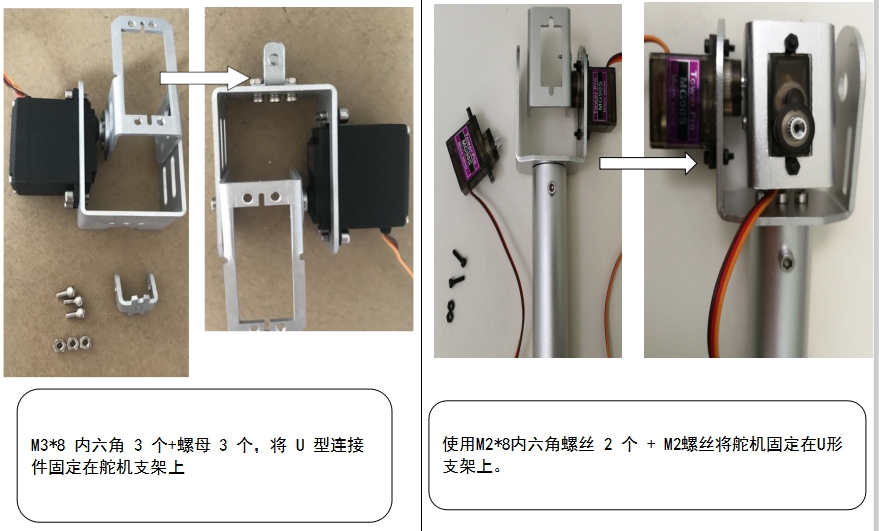 M3*8 内六角 3 个+螺母 3 个，将 U 型连接
件固定在舵机支架上
使用M2*8内六角螺丝 2 个 + M2螺丝将舵机固定在U形
支架上。
Tower Pro
MG90S